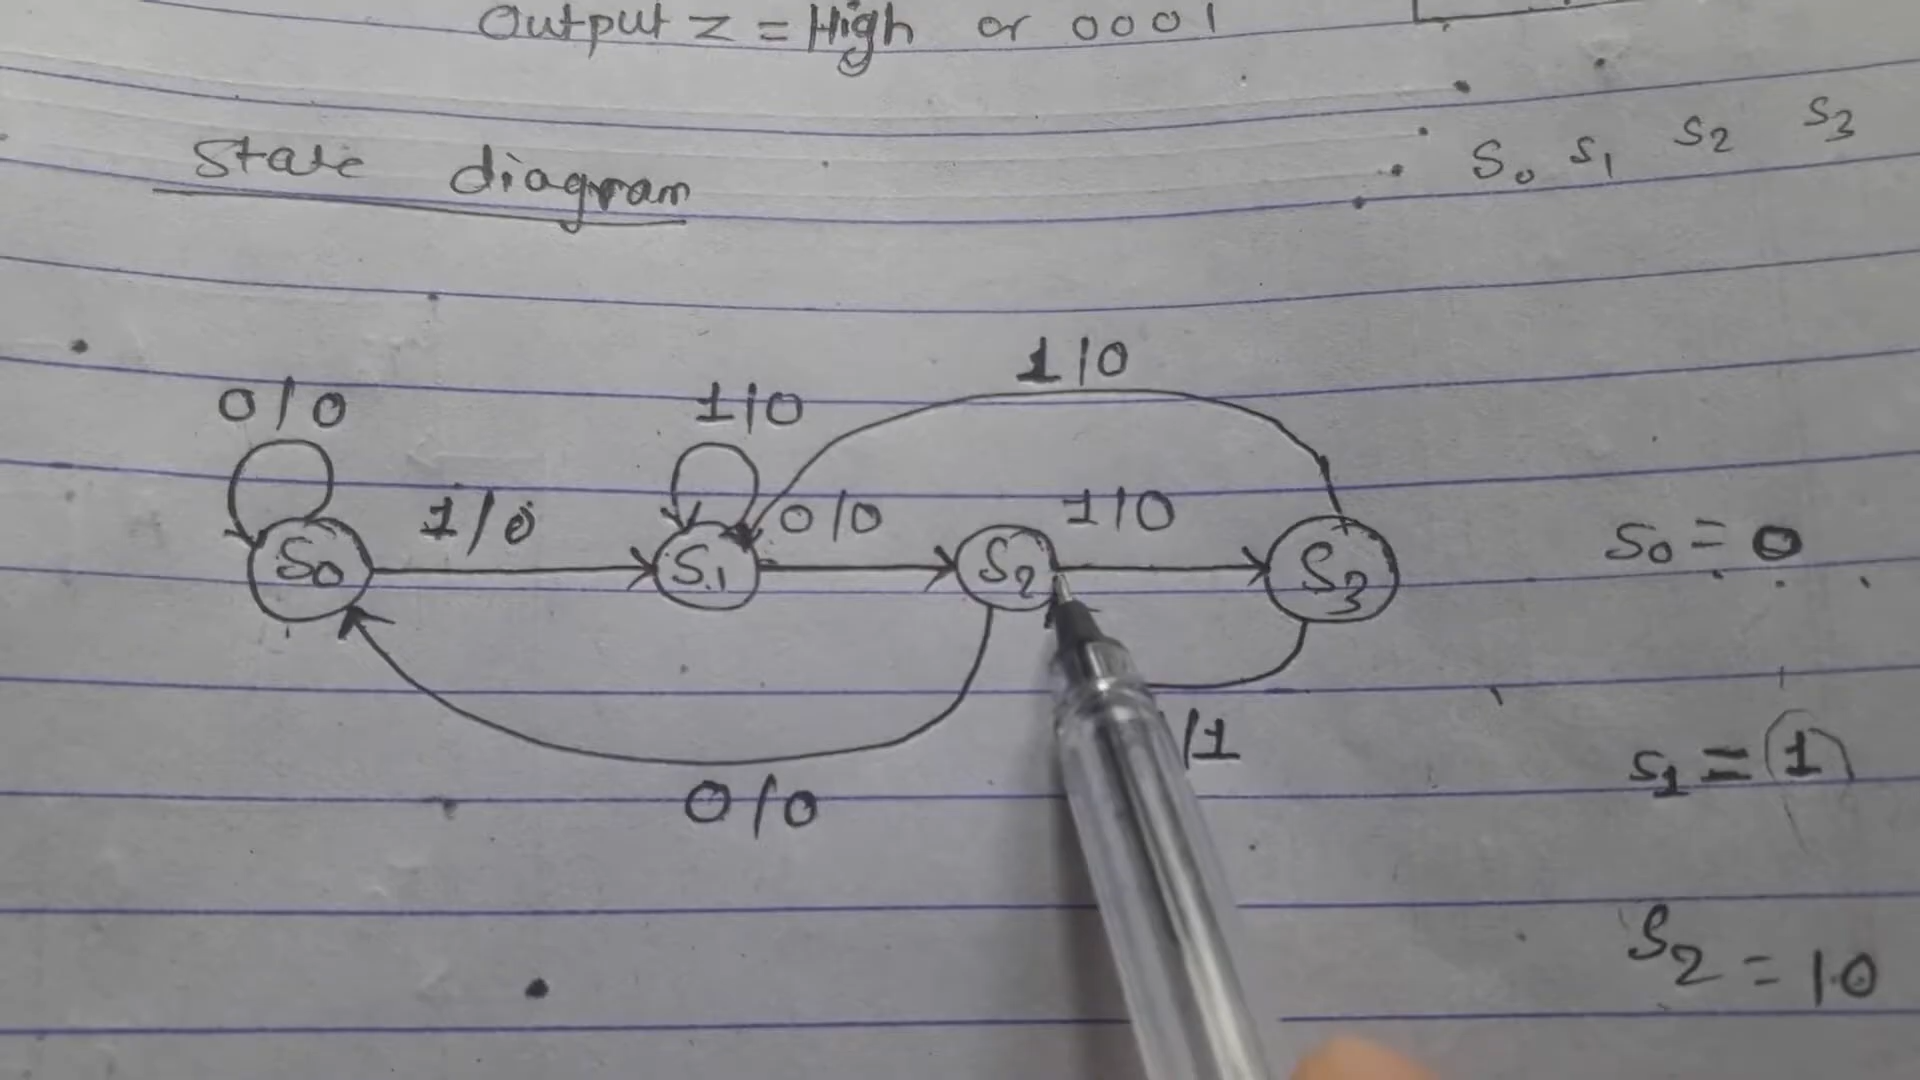 Output Z = High or 0001
State diagram
S0 S1 S2 S3
1/0
0/0 1/0
1/0 0/0 1/0
S0 S1 S2 S3
S0 = 0
/1
S1 = 1
0/0
S2 = 10